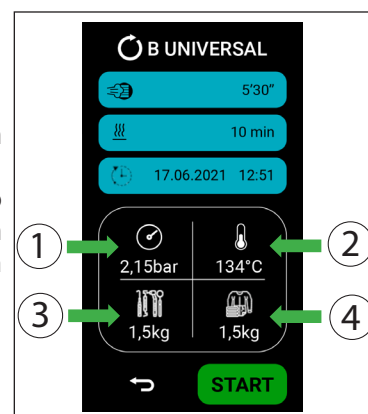 B UNIVERSAL
5'30"
10 min
17.06.2021 12:51
1
2
2,15bar
134°C
3
4
1,5kg
1,5kg
START